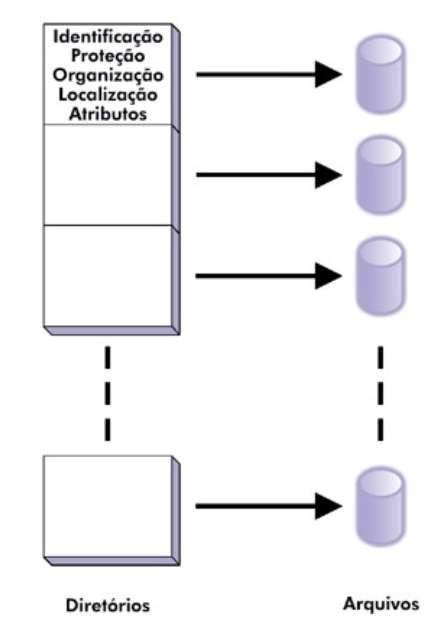 Identificação
Proteção
Organização
Localização
Atributos
Diretórios
Arquivos